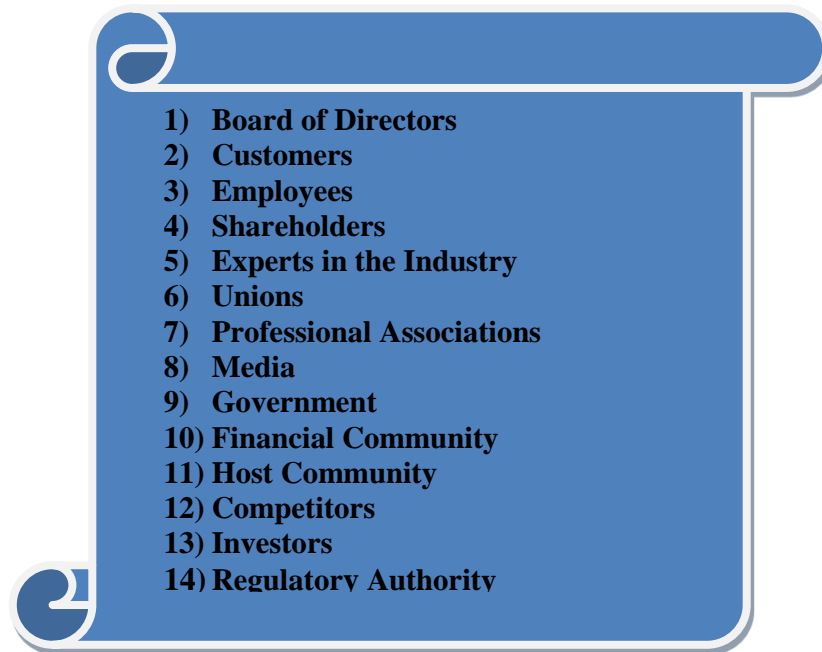 1) Board of Directors
2) Customers
3) Employees
4) Shareholders
5) Experts in the Industry
6) Unions
7) Professional Associations
8) Media
9) Government
10) Financial Community
11) Host Community
12) Competitors
13) Investors
14) Regulatory Authority